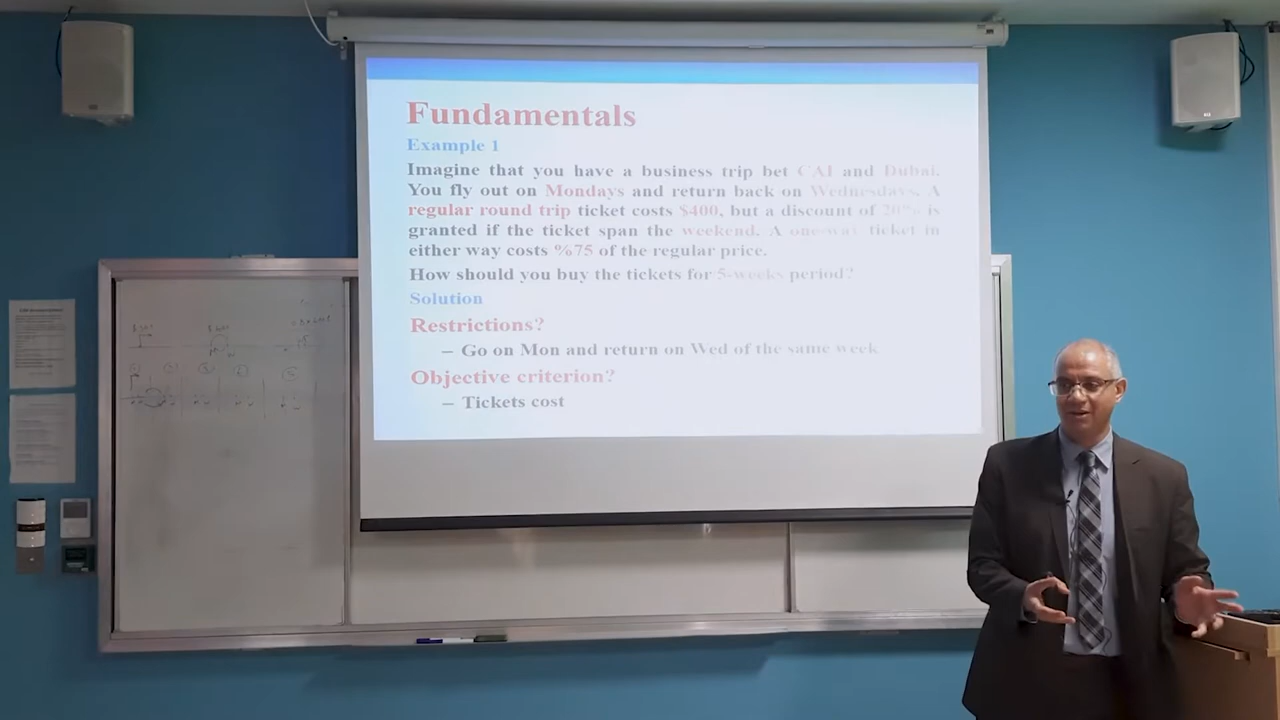 Fundamentals
Example 1
Imagine that you have a business trip bet CAI and Dubai.
You fly out on Mondays and return back on Wednesdays. A
regular round trip ticket costs $400, but a discount of 20% is
granted if the ticket span the weekend. A one-way ticket in
either way costs %75 of the regular price.
How should you buy the tickets for 5-weeks period?
Solution
Restrictions?
– Go on Mon and return on Wed of the same week
Objective criterion?
– Tickets cost